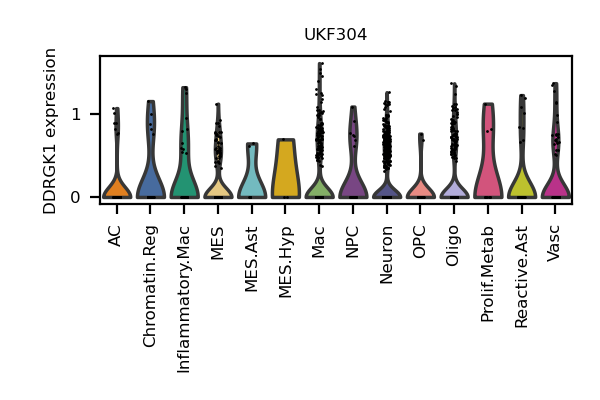 UKF304
DDRGK1 expression
1
0
AC
Chromatin.Reg
Inflammatory.Mac
MES
MES.Ast
MES.Hyp
Mac
NPC
Neuron
OPC
Oligo
Prolif.Metab
Reactive.Ast
Vasc